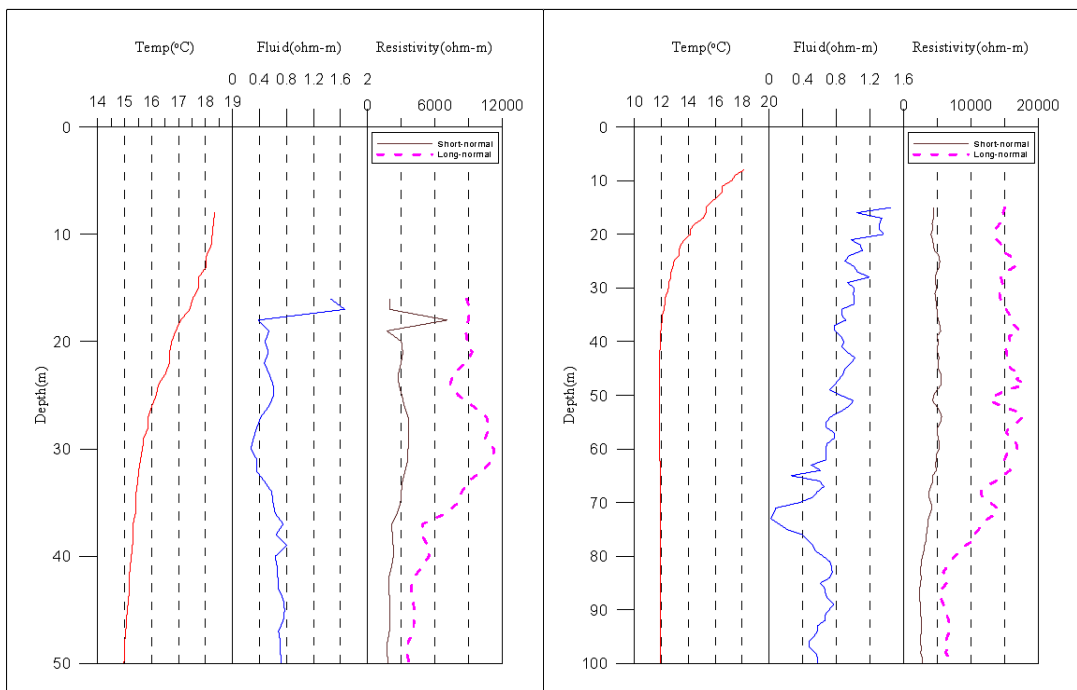 Temp(°C) Fluid(ohm-m) Resistivity(ohm-m)
0 0.4 0.8 1.2 1.6 2 6000 12000
14 15 16 17 18 19
Short-normal
Long-normal
0
10
20
30
40
50
Depth(m)
Temp(°C) Fluid(ohm-m) Resistivity(ohm-m)
0 0.4 0.8 1.2 1.6
10 12 14 16 18 20 0 10000 20000
Short-normal
Long-normal
0
10
20
30
40
50
60
70
80
90
100
Depth(m)